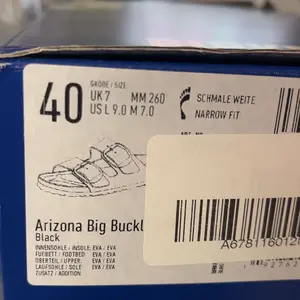 GRÖßE / SIZE
40
UK 7 MM 260
US L 9.0 M 7.0
SCHMALE WEITE
NARROW FIT
Arizona Big Buckl
Black
INNENSOHLE / INSOLE: EVA / EVA
FUßBETT / FOOTBED EVA / EVA
OBERTEIL / UPPER: EVA / EVA
LAUFSOHLE / SOLE EVA / EVA
ZUSATZ / ADDITION